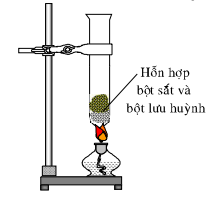 Hỗn hợp
bột sắt và
bột lưu huỳnh